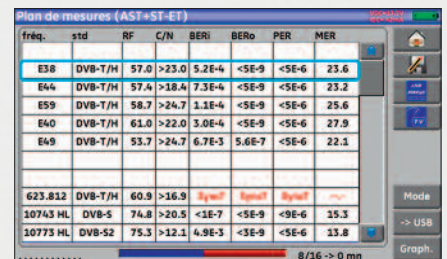 Plan de mesures (AST+ST-ET)
fréq. std RF C/N BERi BERo PER MER
E38 DVB-T/H 57.0 >23.0 5.2E-4 <5E-9 <5E-6 23.6
E44 DVB-T/H 57.4 >18.4 7.3E-4 <5E-9 <5E-6 23.2
E59 DVB-T/H 58.7 >24.7 1.1E-4 <5E-9 <5E-6 25.6
E40 DVB-T/H 61.0 >22.0 3.0E-4 <5E-9 <5E-6 27.9
E49 DVB-T/H 53.7 >24.7 6.7E-3 5.6E-7 <5E-6 22.1
623.812 DVB-T/H 60.9 >16.9
10743 HL DVB-S 74.8 >20.5 <1E-7 <5E-9 <9E-6 15.3
10773 HL DVB-S2 75.3 >12.1 4.9E-3 <3E-9 <5E-6 13.8
8/16 -> 0 mn
TV
Mode
-> USB
Graph.